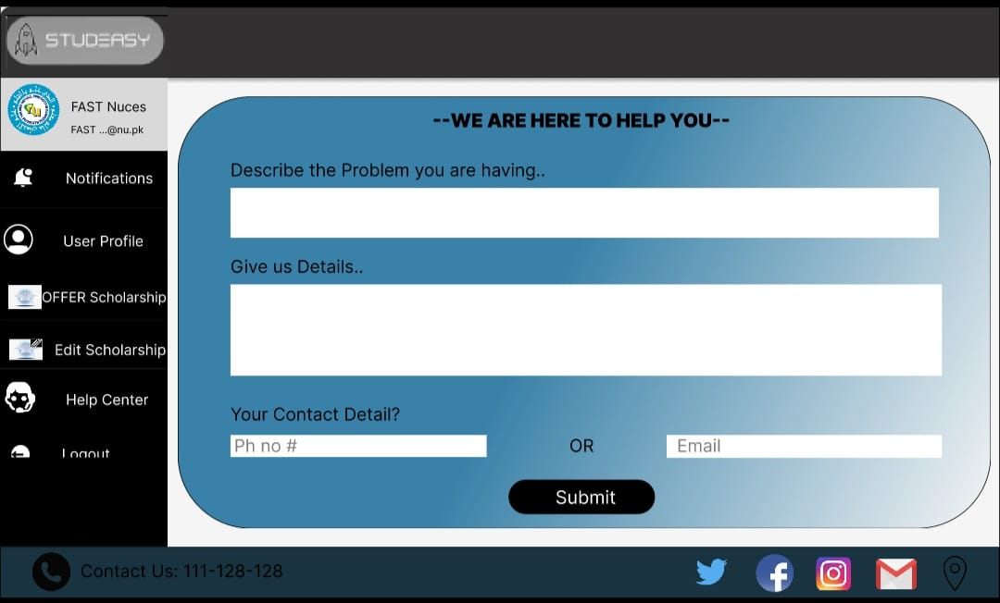 STUDEASY
FAST Nuces
FAST ...@nu.pk
Notifications
User Profile
OFFER Scholarship
Edit Scholarship
Help Center
Logout
--WE ARE HERE TO HELP YOU--
Describe the Problem you are having..
Give us Details..
Your Contact Detail?
Ph no #
OR
Email
Submit
Contact Us: 111-128-128